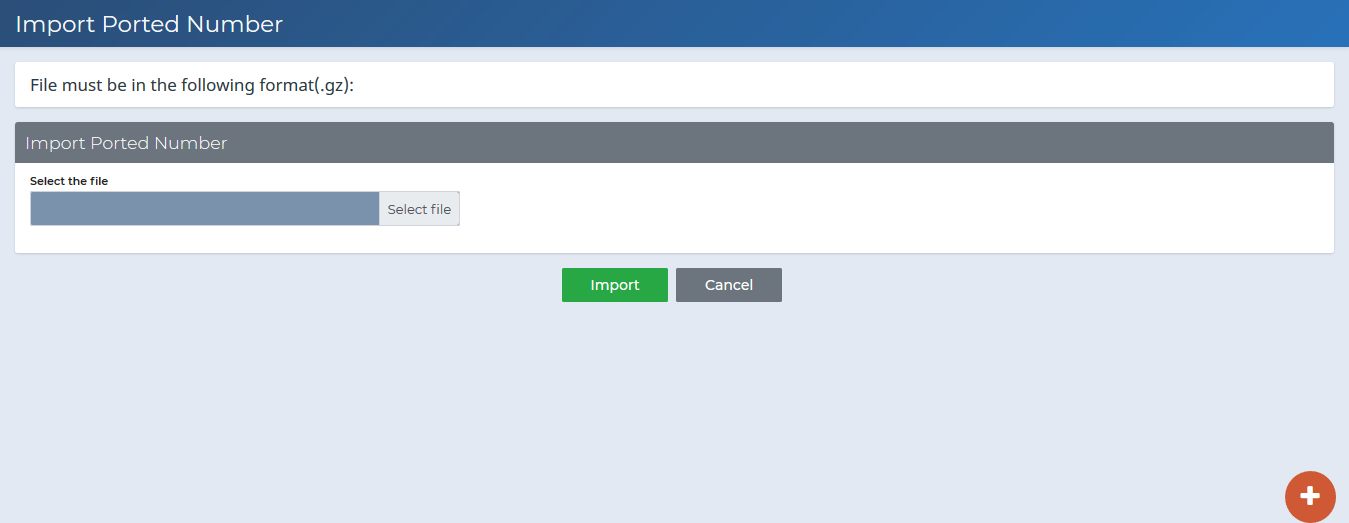 Import Ported Number
File must be in the following format(.gz):
Import Ported Number
Select the file
Select file
Import Cancel